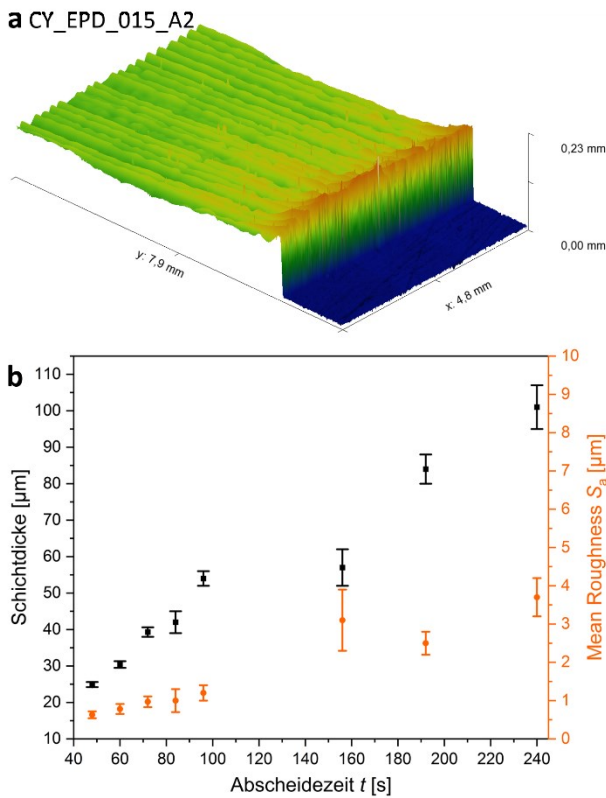 a CY_EPD_015_A2
0,23 mm
0,00 mm
y: 7,9 mm
x: 4,8 mm
b
110
100
90
80
70
60
50
40
30
20
10
Schichtdicke [µm]
10
9
8
7
6
5
4
3
2
1
0
Mean Roughness Sa [µm]
40 60 80 100 120 140 160 180 200 220 240
Abscheidezeit t [s]